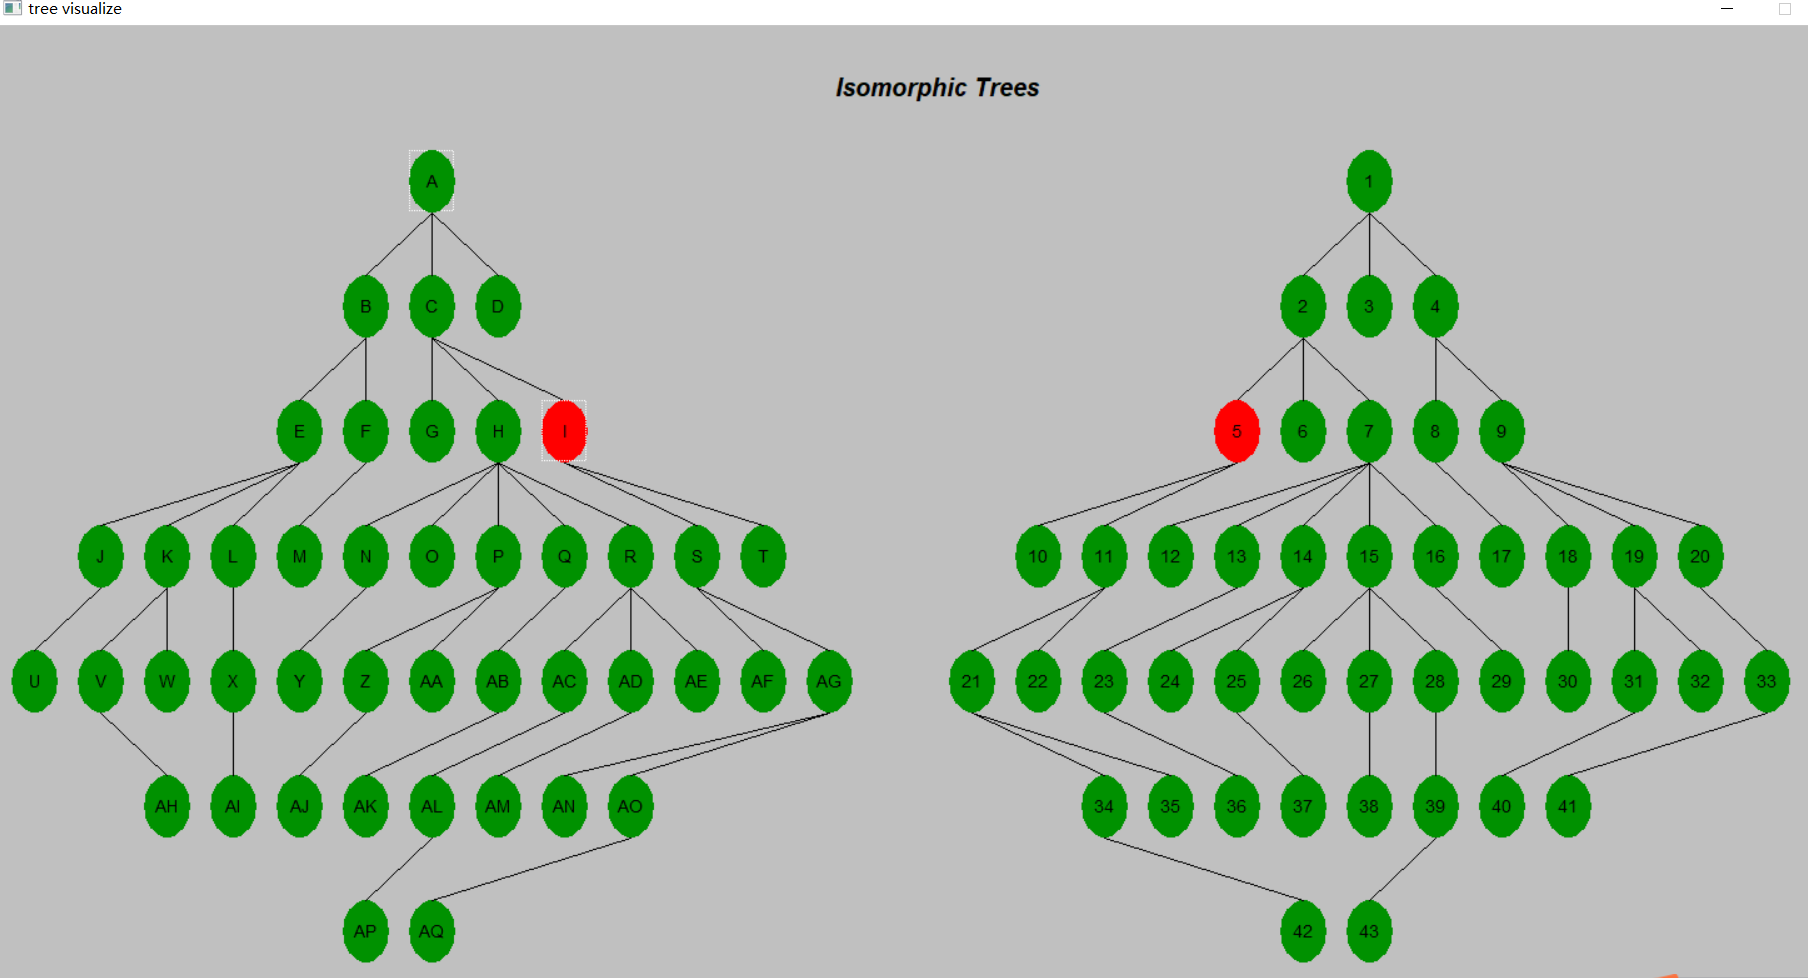 tree visualize
Isomorphic Trees
A 1
B C D 2 3 4
E F G H I 5 6 7 8 9
J K L M N O P Q R S T 10 11 12 13 14 15 16 17 18 19 20
U V W X Y Z AA AB AC AD AE AF AG 21 22 23 24 25 26 27 28 29 30 31 32 33
AH AI AJ AK AL AM AN AO 34 35 36 37 38 39 40 41
AP AQ 42 43